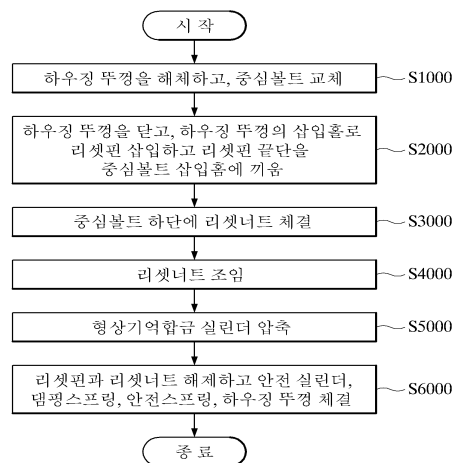 시 작
하우징 뚜껑을 해체하고, 중심볼트 교체
S1000
하우징 뚜껑을 닫고, 하우징 뚜껑의 삽입홀로
리셋핀 삽입하고 리셋핀 끝단을
중심볼트 삽입홈에 끼움
S2000
중심볼트 하단에 리셋너트 체결
S3000
리셋너트 조임
S4000
형상기억합금 실린더 압축
S5000
리셋핀과 리셋너트 해제하고 안전 실린더,
댐핑스프링, 안전스프링, 하우징 뚜껑 체결
S6000
종 료